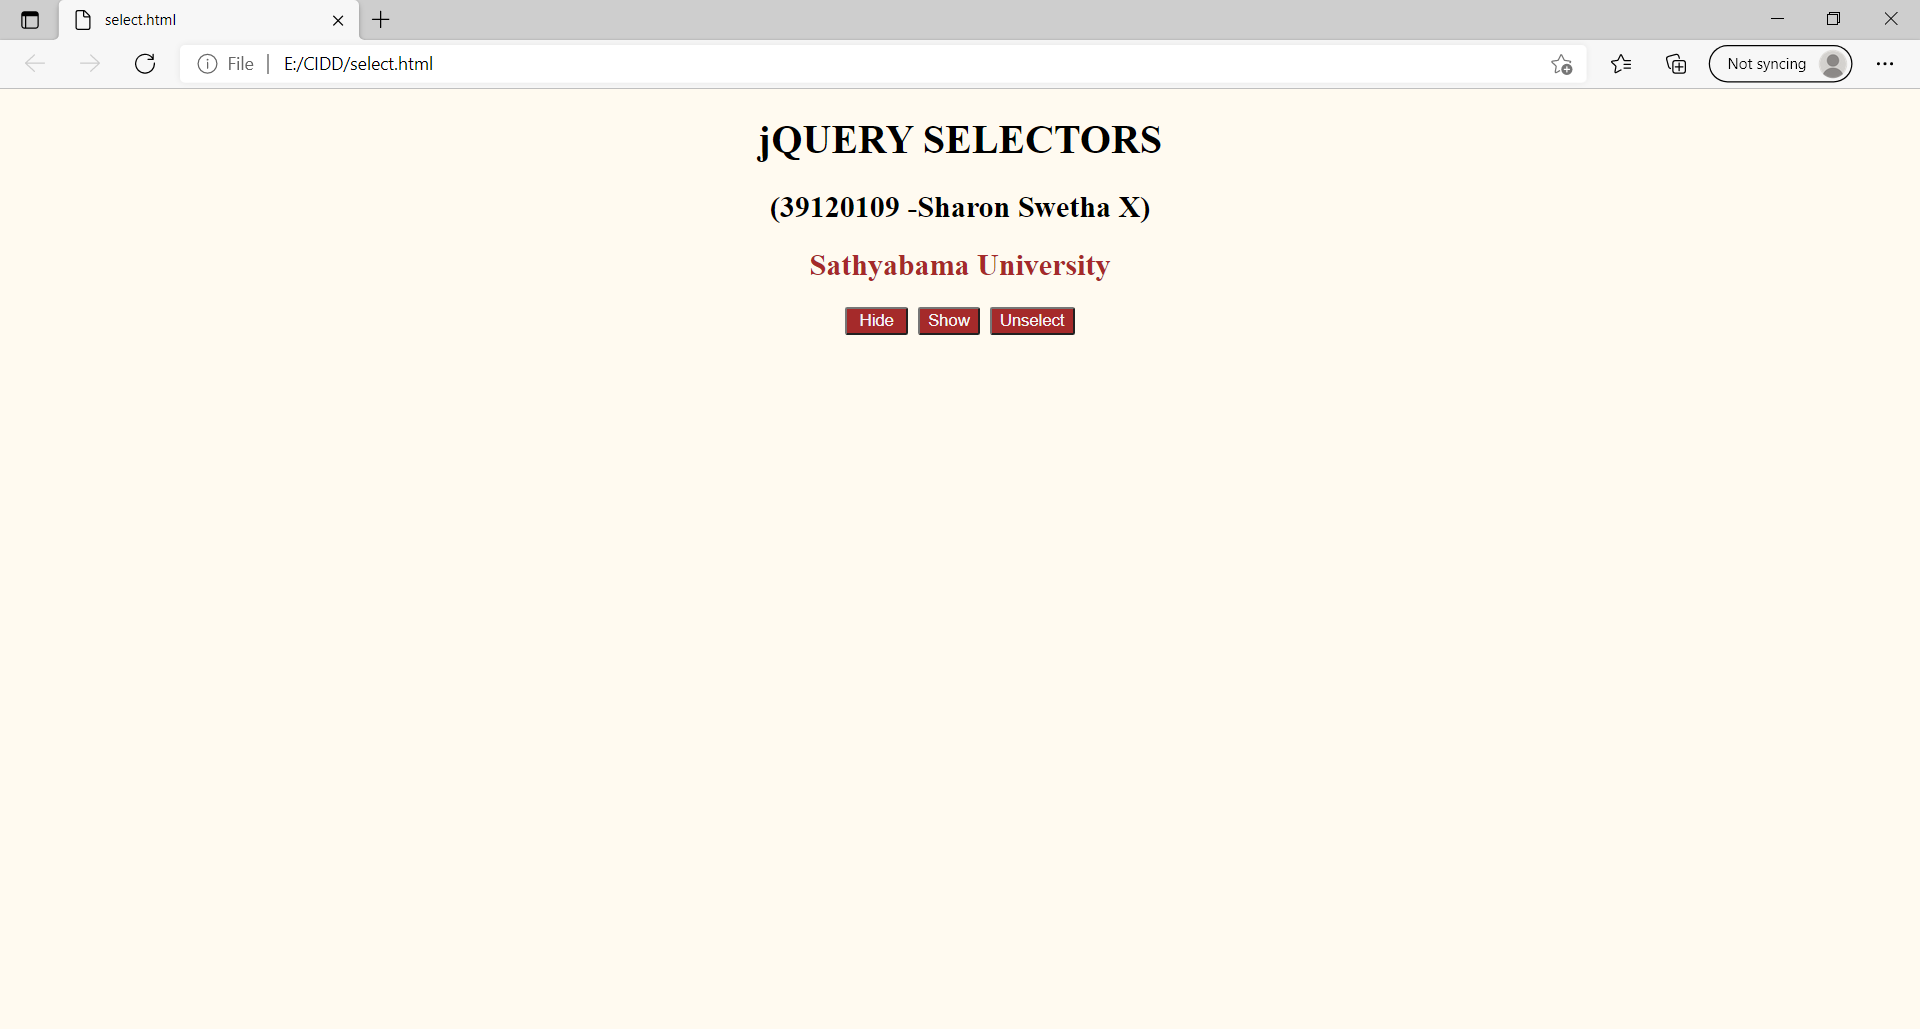 select.html
File | E:/CIDD/select.html
Not syncing
jQUERY SELECTORS
(39120109 -Sharon Swetha X)
Sathyabama University
Hide Show Unselect